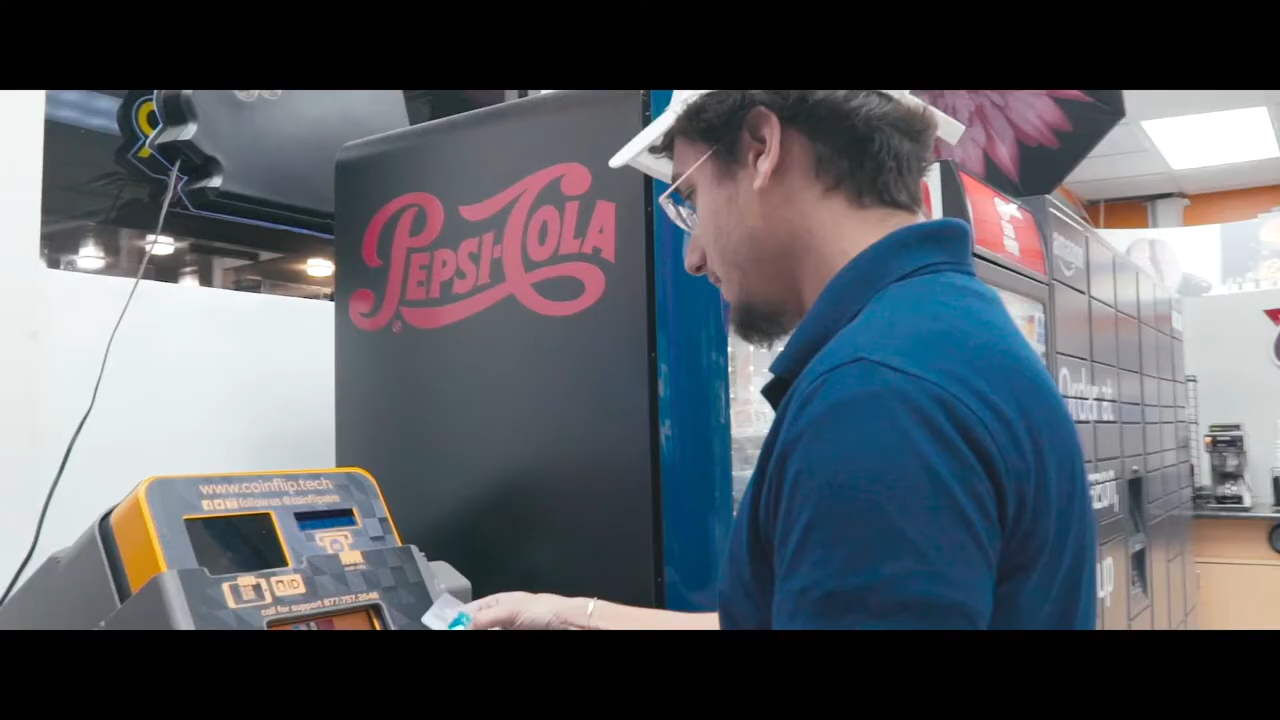 PEPSI-COLA
®
www.coinflip.tech
follow us @coinflipatm
ID
call for support 877.757.2646
amazon
Order at
up